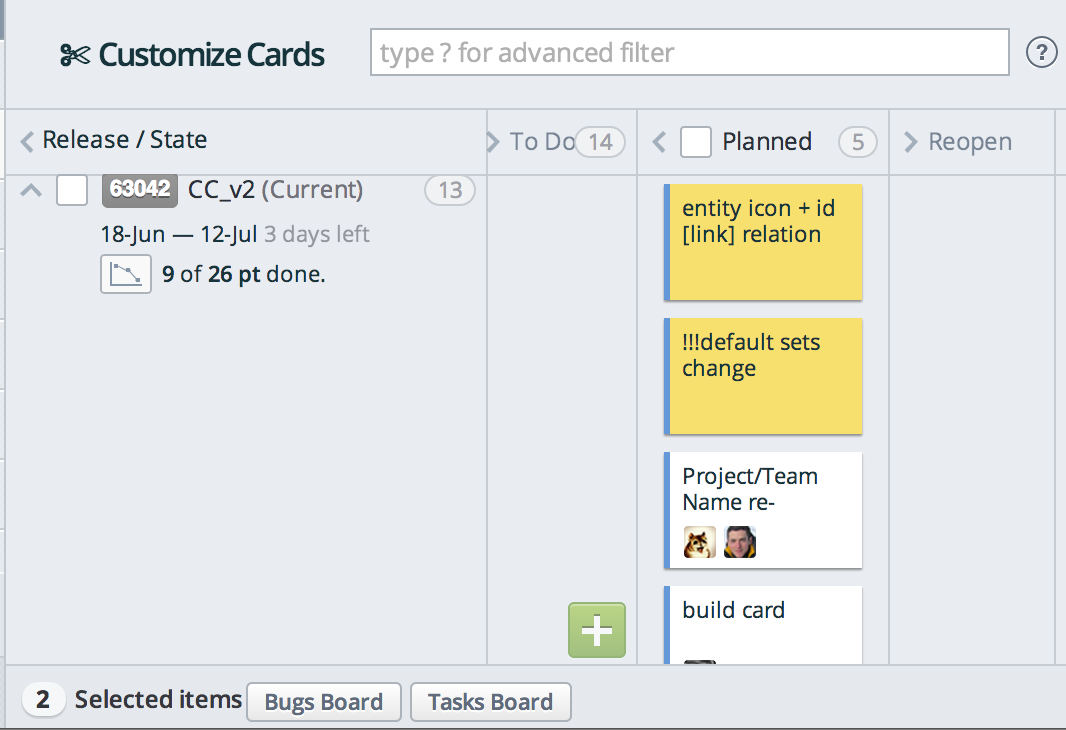 Customize Cards
type ? for advanced filter
?
Release / State
To Do 14
Planned 5
Reopen
63042 CC_v2 (Current) 13
18-Jun — 12-Jul 3 days left
9 of 26 pt done.
entity icon + id
[link] relation
!!!default sets
change
Project/Team
Name re-
build card
2 Selected items Bugs Board Tasks Board